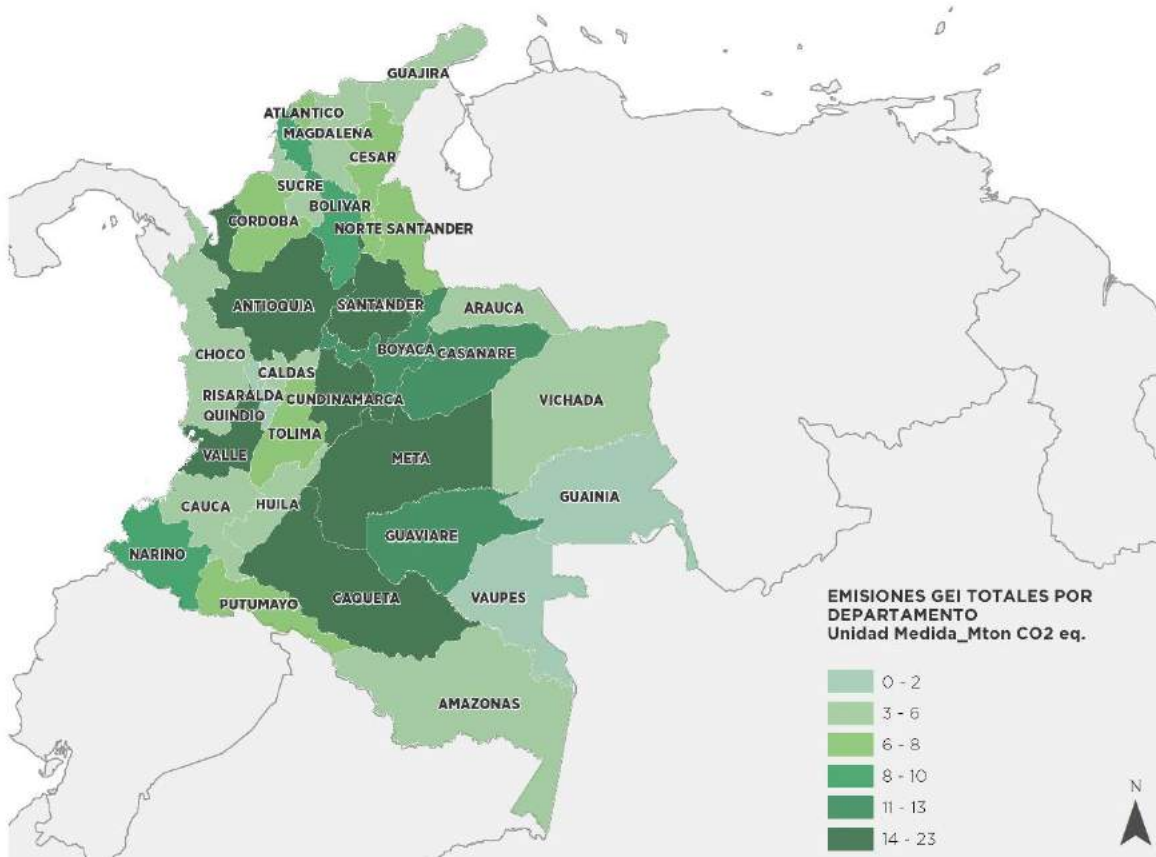 GUAJIRA
ATLANTICO
MAGDALENA
CESAR
SUCRE
BOLIVAR
CORDOBA
NORTE SANTANDER
ANTIOQUIA
SANTANDER
ARAUCA
BOYACA
CASANARE
CHOCO
CALDAS
RISARALDA
CUNDINAMARCA
QUINDIO
VICHADA
TOLIMA
VALLE
META
GUAINIA
CAUCA
HUILA
GUAVIARE
NARINO
PUTUMAYO
CAQUETA
VAUPES
AMAZONAS
EMISIONES GEI TOTALES POR
DEPARTAMENTO
Unidad Medida_Mton CO2 eq.
0 - 2
3 - 6
6 - 8
8 - 10
11 - 13
14 - 23
N